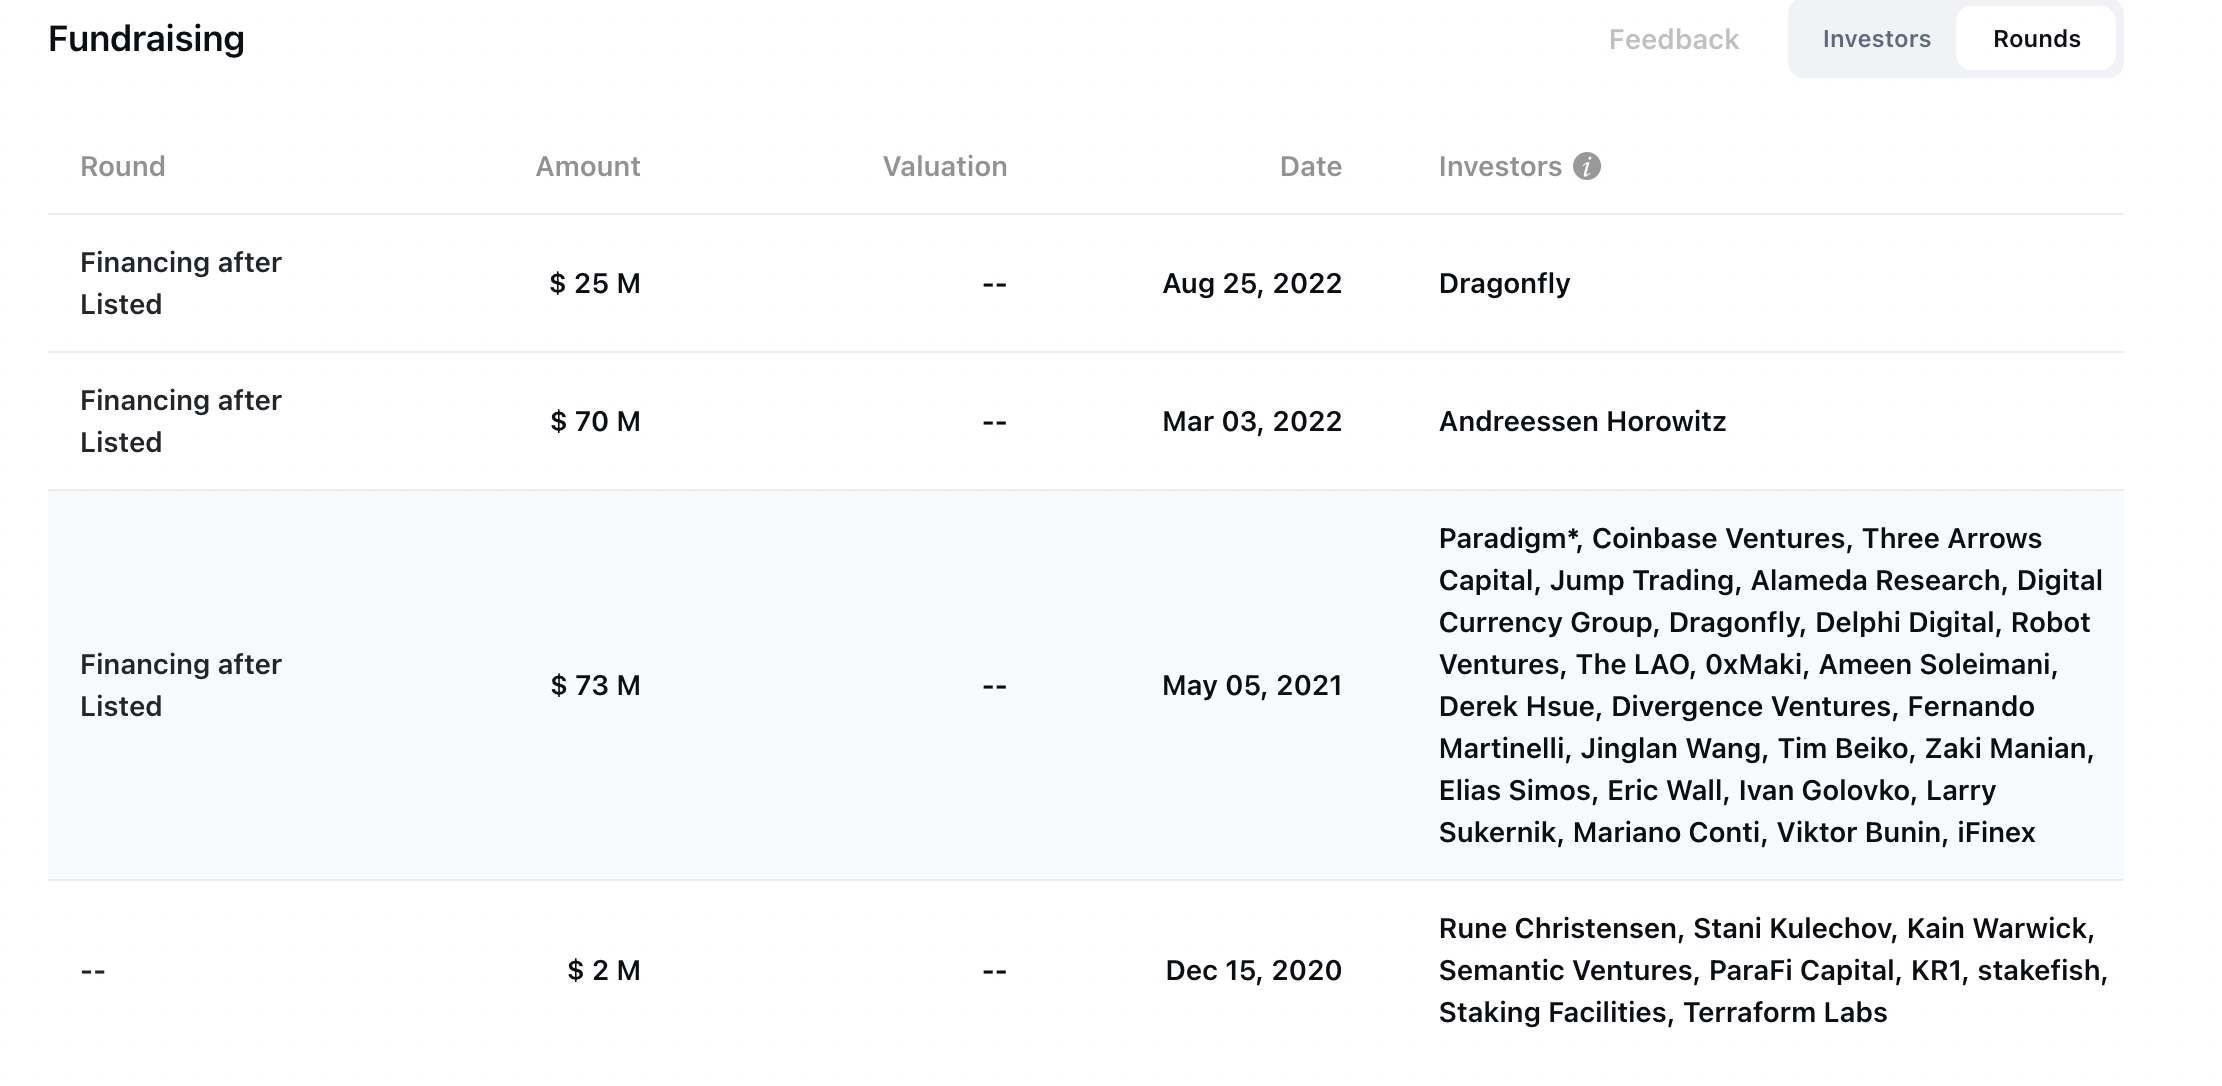 Fundraising
Feedback
Investors
Rounds
Round
Amount
Valuation
Date
Investors
Financing after
Listed
$ 25 M
--
Aug 25, 2022
Dragonfly
Financing after
Listed
$ 70 M
--
Mar 03, 2022
Andreessen Horowitz
Financing after
Listed
$ 73 M
--
May 05, 2021
Paradigm*, Coinbase Ventures, Three Arrows
Capital, Jump Trading, Alameda Research, Digital
Currency Group, Dragonfly, Delphi Digital, Robot
Ventures, The LAO, 0xMaki, Ameen Soleimani,
Derek Hsue, Divergence Ventures, Fernando
Martinelli, Jinglan Wang, Tim Beiko, Zaki Manian,
Elias Simos, Eric Wall, Ivan Golovko, Larry
Sukernik, Mariano Conti, Viktor Bunin, iFinex
--
$ 2 M
--
Dec 15, 2020
Rune Christensen, Stani Kulechov, Kain Warwick,
Semantic Ventures, ParaFi Capital, KR1, stakefish,
Staking Facilities, Terraform Labs